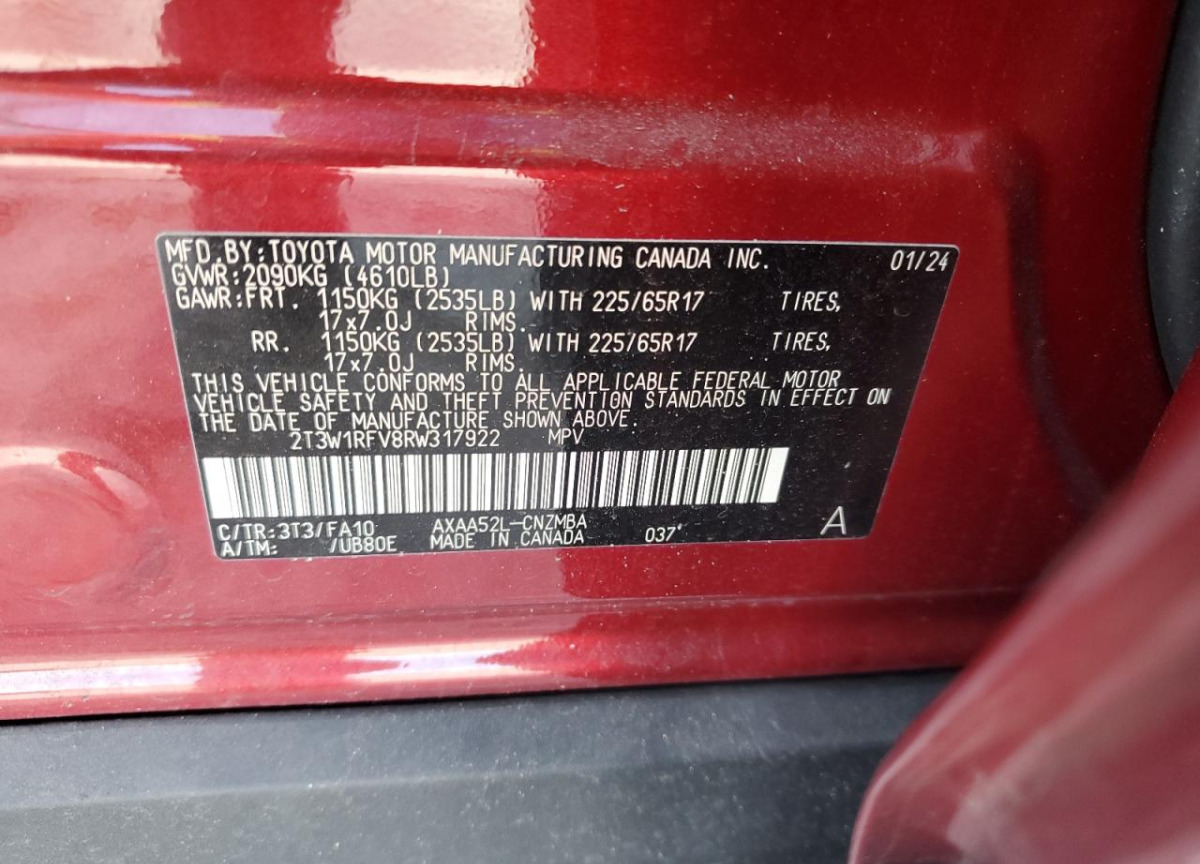 MFD.BY:TOYOTA MOTOR MANUFACTURING CANADA INC. 01/24
GVWR:2090KG (4610LB)
GAWR:FRT. 1150KG (2535LB) WITH 225/65R17 TIRES,
17x7.0J RIMS.
RR. 1150KG (2535LB) WITH 225/65R17 TIRES,
17x7.0J RIMS.
THIS VEHICLE CONFORMS TO ALL APPLICABLE FEDERAL MOTOR
VEHICLE SAFETY AND THEFT PREVENTION STANDARDS IN EFFECT ON
THE DATE OF MANUFACTURE SHOWN ABOVE.
2T3W1RFV8RW317922 MPV
C/TR:3T3/FA10 AXAA52L-CNZMBA
A/TM: /UB80E MADE IN CANADA 037' A